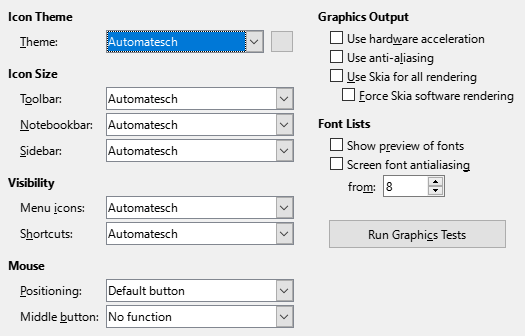 Icon Theme
Theme: Automatesch
Icon Size
Toolbar: Automatesch
Notebookbar: Automatesch
Sidebar: Automatesch
Visibility
Menu icons: Automatesch
Shortcuts: Automatesch
Mouse
Positioning: Default button
Middle button: No function
Graphics Output
Use hardware acceleration
Use anti-aliasing
Use Skia for all rendering
Force Skia software rendering
Font Lists
Show preview of fonts
Screen font antialiasing
from: 8
Run Graphics Tests